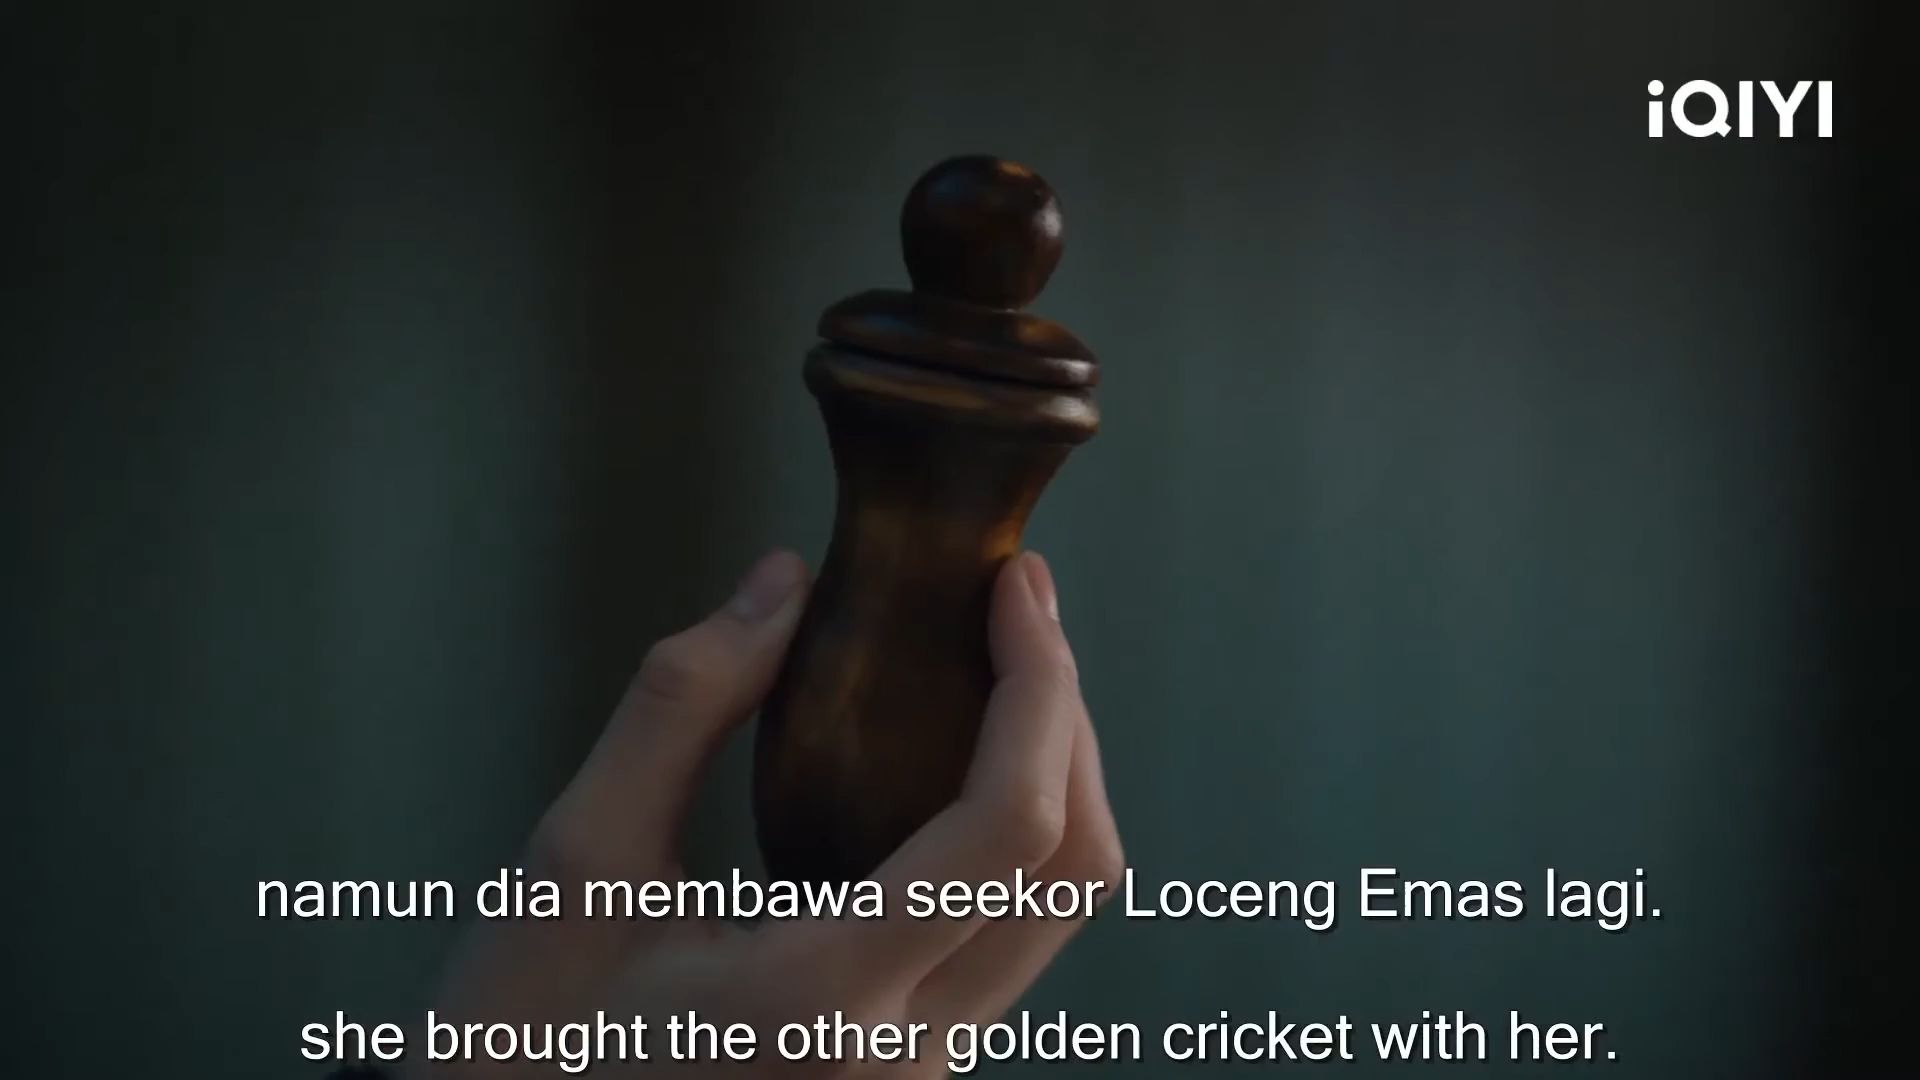 iQIYI
namun dia membawa seekor Loceng Emas lagi.
she brought the other golden cricket with her.